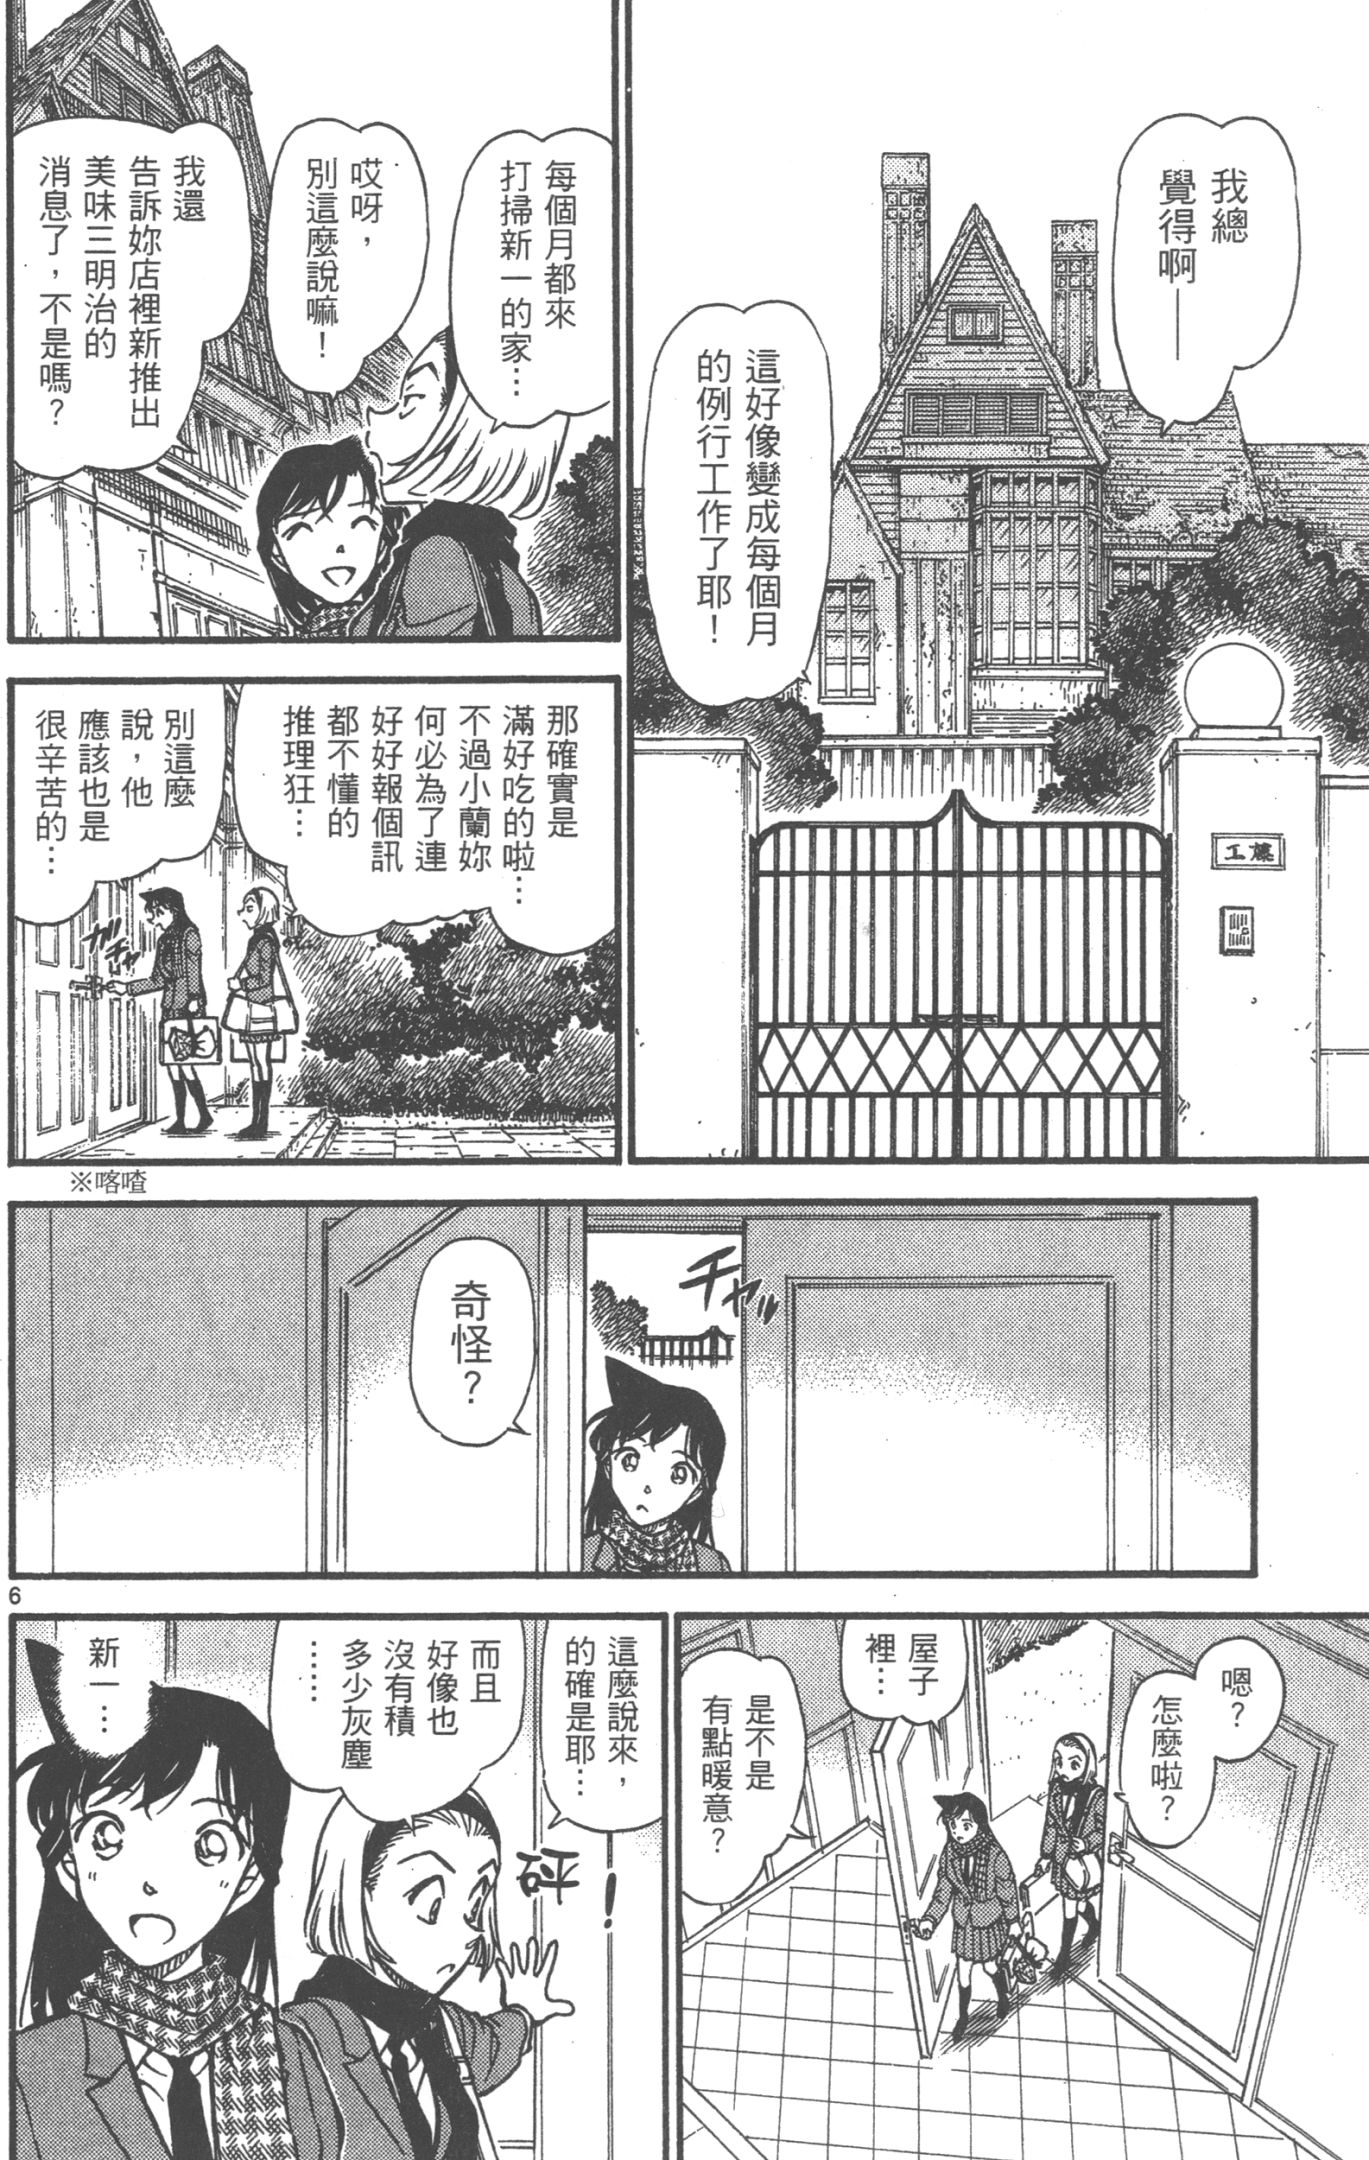 我總
覺得啊——
這好像變成每個月
的例行工作了耶！
工藤
每個月都來
打掃新一的家…
哎呀，
別這麼說嘛！
我還
告訴妳店裡新推出
美味三明治的
消息了，不是嗎？
那確實是
滿好吃的啦…
不過小蘭妳
何必為了連
好好報個訊
都不懂的
推理狂…
別這麼
說，他
應該也是
很辛苦的…
ガチャ
※喀喳
チャッ
奇怪？
6
嗯？
怎麼啦？
屋子
裡…
是不是
有點暖意？
這麼說來，
的確是耶…
而且
好像也
沒有積
多少灰塵
……
砰！
新一…